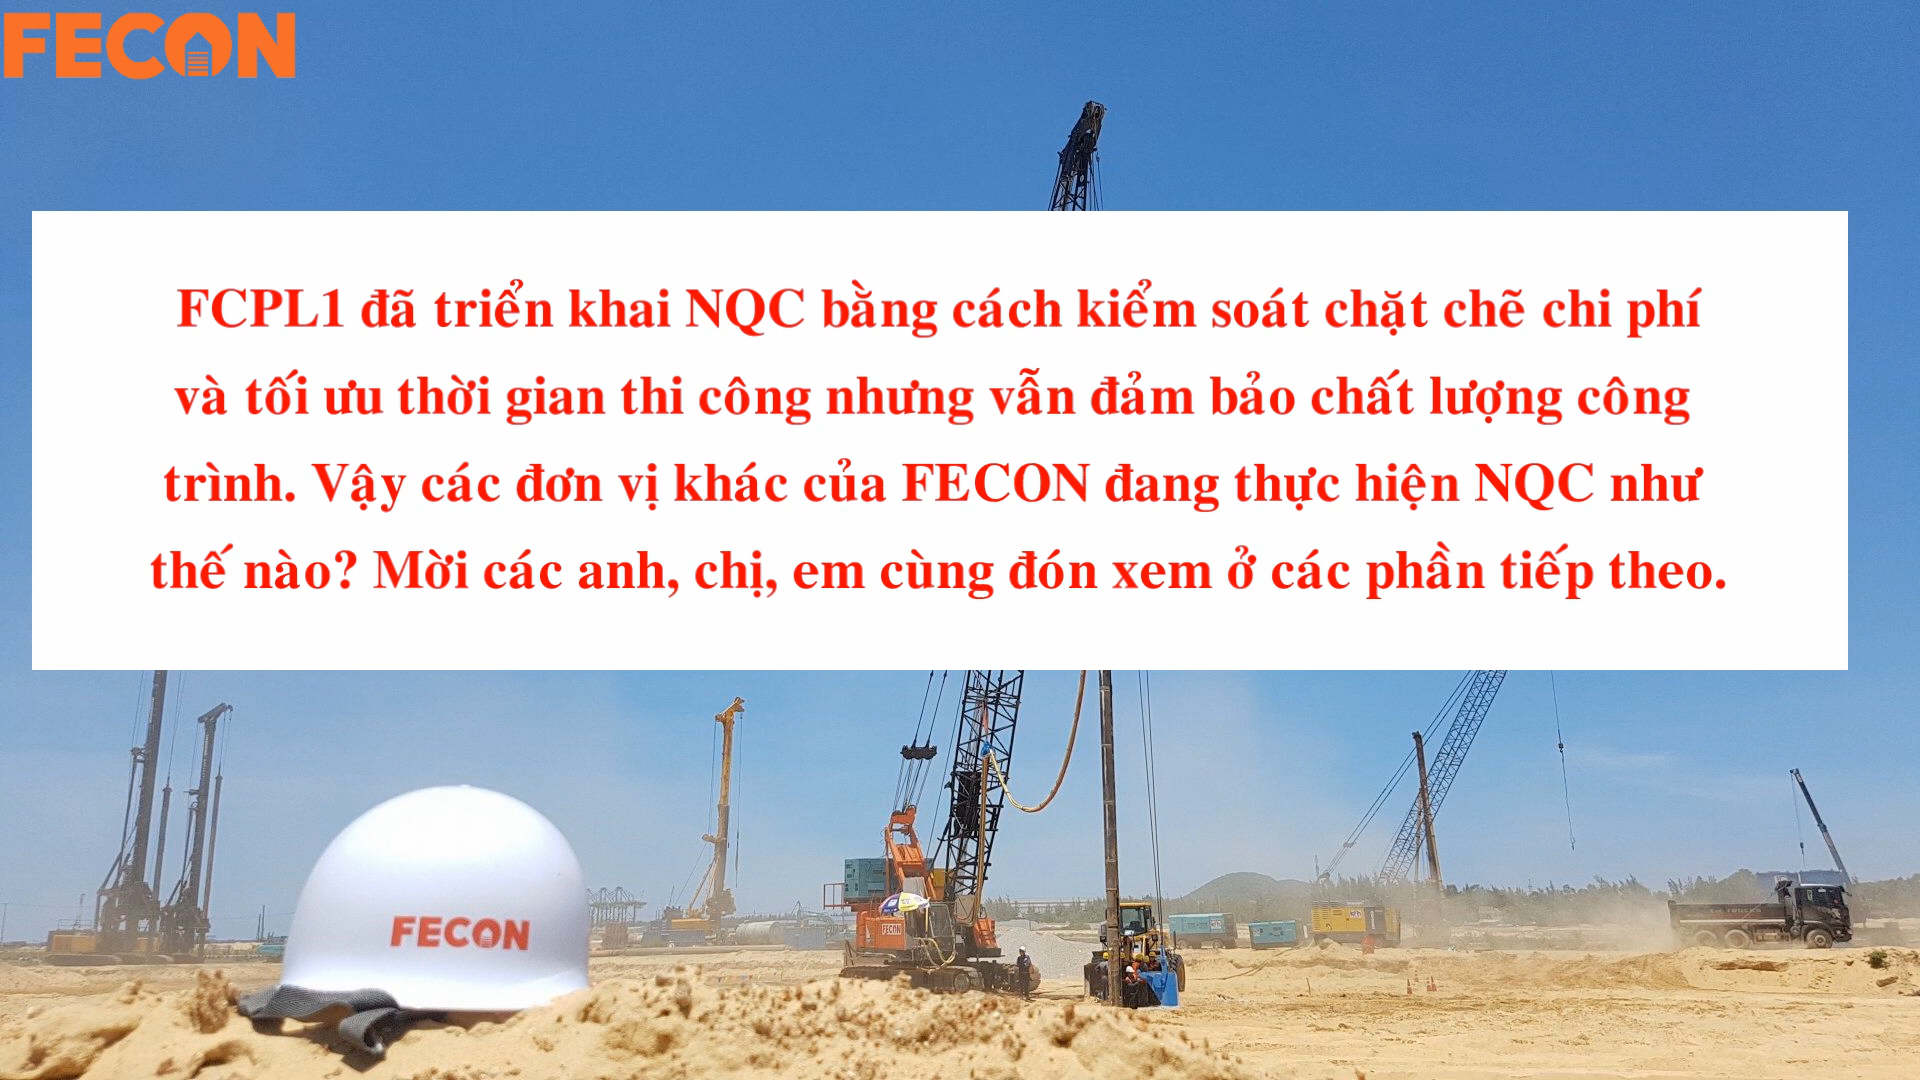 FECON
FCPL1 đã triển khai NQC bằng cách kiểm soát chặt chẽ chi phí
và tối ưu thời gian thi công nhưng vẫn đảm bảo chất lượng công
trình. Vậy các đơn vị khác của FECON đang thực hiện NQC như
thế nào? Mời các anh, chị, em cùng đón xem ở các phần tiếp theo.
FECON
FECON